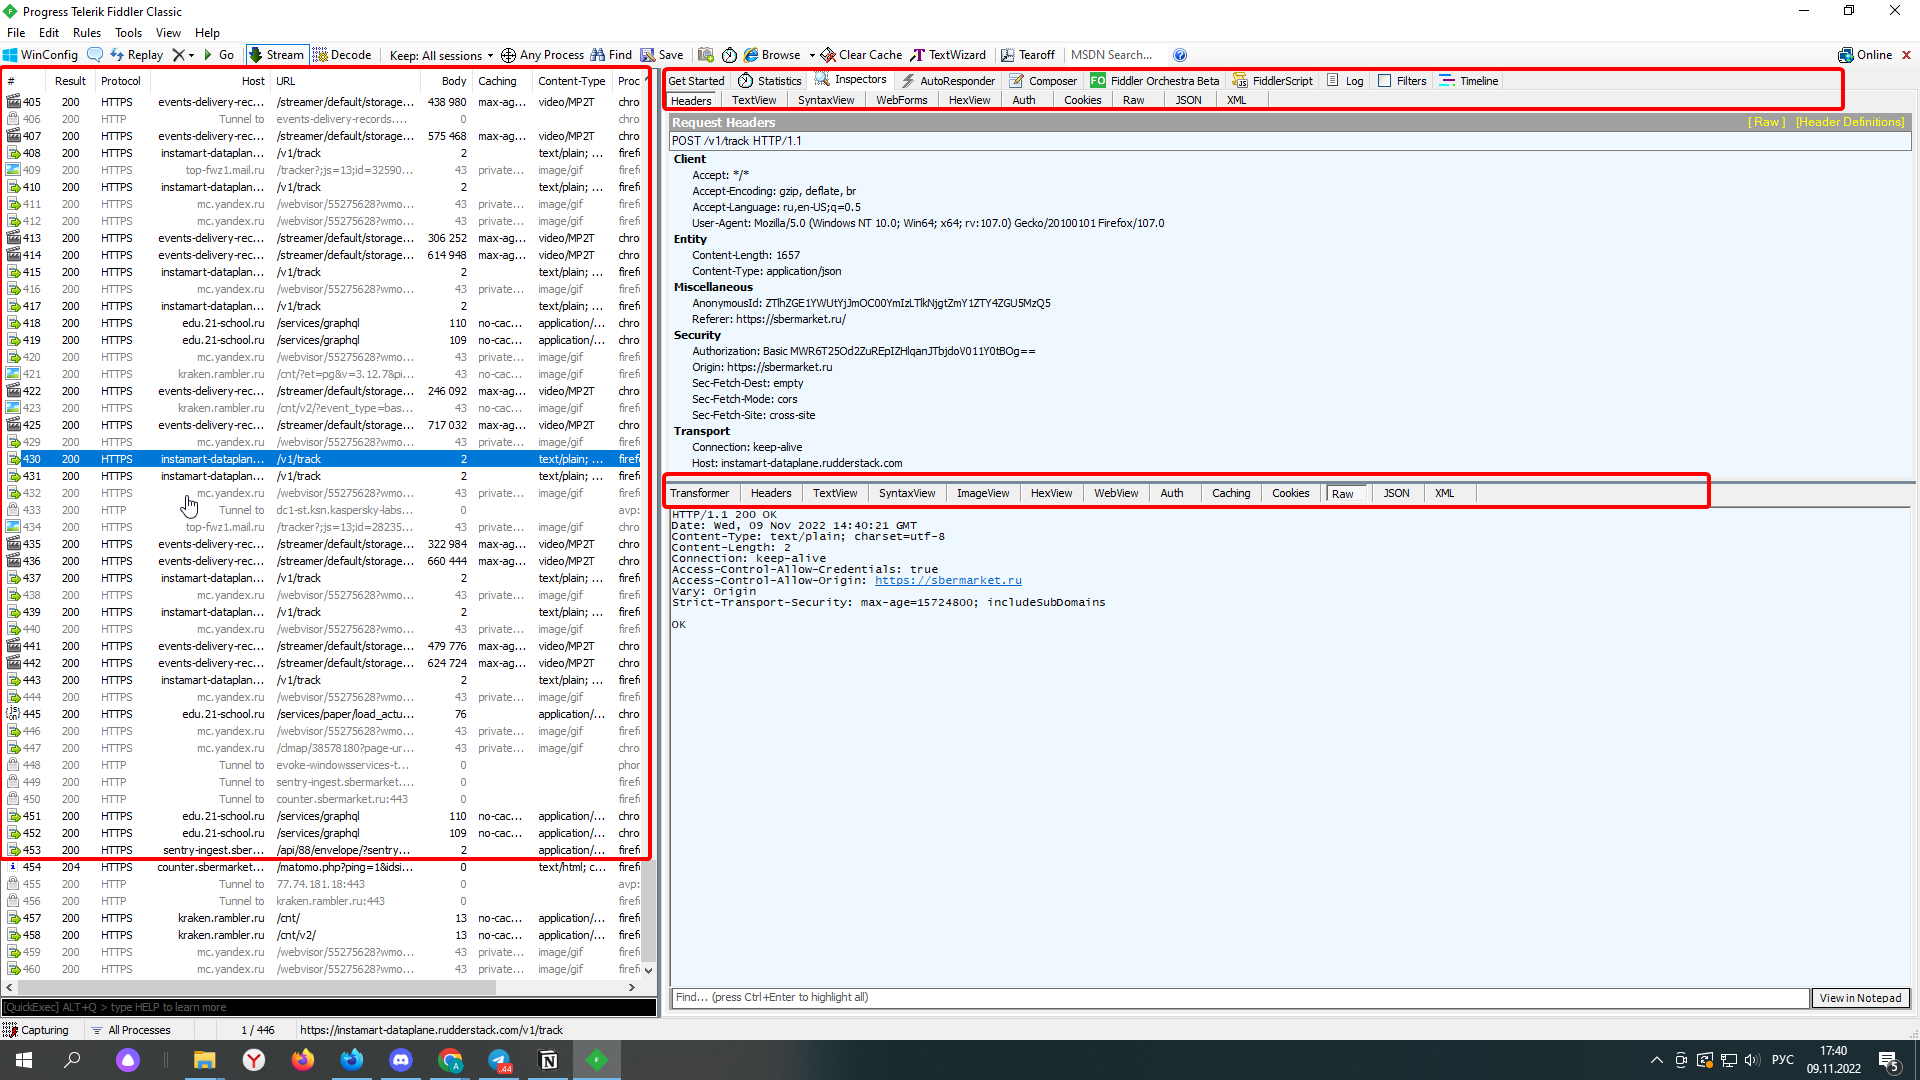 Progress Telerik Fiddler Classic
File Edit Rules Tools View Help
WinConfig Replay Go Stream Decode Keep: All sessions Any Process Find Save Browse Clear Cache TextWizard Tearoff MSDN Search... Online
# Result Protocol Host URL Body Caching Content-Type Proc
405 200 HTTPS events-delivery-rec... /streamer/default/storage... 438 980 max-ag... video/MP2T chro
406 200 HTTP Tunnel to events-delivery-records.... 0 chro
407 200 HTTPS events-delivery-rec... /streamer/default/storage... 575 468 max-ag... video/MP2T chro
408 200 HTTPS instamart-dataplan... /v1/track 2 text/plain; ... firef
409 200 HTTPS top-fwz1.mail.ru /tracker?;js=13;id=32590... 43 private... image/gif firef
410 200 HTTPS instamart-dataplan... /v1/track 2 text/plain; ... firef
411 200 HTTPS mc.yandex.ru /webvisor/55275628?wmo... 43 private... image/gif firef
412 200 HTTPS mc.yandex.ru /webvisor/55275628?wmo... 43 private... image/gif firef
413 200 HTTPS events-delivery-rec... /streamer/default/storage... 306 252 max-ag... video/MP2T chro
414 200 HTTPS events-delivery-rec... /streamer/default/storage... 614 948 max-ag... video/MP2T chro
415 200 HTTPS instamart-dataplan... /v1/track 2 text/plain; ... firef
416 200 HTTPS mc.yandex.ru /webvisor/55275628?wmo... 43 private... image/gif firef
417 200 HTTPS instamart-dataplan... /v1/track 2 text/plain; ... firef
418 200 HTTPS edu.21-school.ru /services/graphql 110 no-cac... application/... chro
419 200 HTTPS edu.21-school.ru /services/graphql 109 no-cac... application/... chro
420 200 HTTPS mc.yandex.ru /webvisor/55275628?wmo... 43 private... image/gif firef
421 200 HTTPS kraken.rambler.ru /cnt/?et=pg&v=3.12.7&pi... 43 no-cac... image/gif firef
422 200 HTTPS events-delivery-rec... /streamer/default/storage... 246 092 max-ag... video/MP2T chro
423 200 HTTPS kraken.rambler.ru /cnt/v2/?event_type=bas... 43 no-cac... image/gif firef
425 200 HTTPS events-delivery-rec... /streamer/default/storage... 717 032 max-ag... video/MP2T chro
429 200 HTTPS mc.yandex.ru /webvisor/55275628?wmo... 43 private... image/gif firef
430 200 HTTPS instamart-dataplan... /v1/track 2 text/plain; ... firef
431 200 HTTPS instamart-dataplan... /v1/track 2 text/plain; ... firef
432 200 HTTPS mc.yandex.ru /webvisor/55275628?wmo... 43 private... image/gif firef
433 200 HTTP Tunnel to dc1-st.ksn.kaspersky-labs... 0 avp:
434 200 HTTPS top-fwz1.mail.ru /tracker?;js=13;id=28235... 43 private... image/gif firef
435 200 HTTPS events-delivery-rec... /streamer/default/storage... 322 984 max-ag... video/MP2T chro
436 200 HTTPS events-delivery-rec... /streamer/default/storage... 660 444 max-ag... video/MP2T chro
437 200 HTTPS instamart-dataplan... /v1/track 2 text/plain; ... firef
438 200 HTTPS mc.yandex.ru /webvisor/55275628?wmo... 43 private... image/gif firef
439 200 HTTPS instamart-dataplan... /v1/track 2 text/plain; ... firef
440 200 HTTPS mc.yandex.ru /webvisor/55275628?wmo... 43 private... image/gif firef
441 200 HTTPS events-delivery-rec... /streamer/default/storage... 479 776 max-ag... video/MP2T chro
442 200 HTTPS events-delivery-rec... /streamer/default/storage... 624 724 max-ag... video/MP2T chro
443 200 HTTPS instamart-dataplan... /v1/track 2 text/plain; ... firef
444 200 HTTPS mc.yandex.ru /webvisor/55275628?wmo... 43 private... image/gif firef
445 200 HTTPS edu.21-school.ru /services/paper/load_actu... 76 application/... chro
446 200 HTTPS mc.yandex.ru /webvisor/55275628?wmo... 43 private... image/gif firef
447 200 HTTPS mc.yandex.ru /clmap/38578180?page-ur... 43 private... image/gif chro
448 200 HTTP Tunnel to evoke-windowsservices-t... 0 phor
449 200 HTTP Tunnel to sentry-ingest.sbermarket.... 0 firef
450 200 HTTP Tunnel to counter.sbermarket.ru:443 0 firef
451 200 HTTPS edu.21-school.ru /services/graphql 110 no-cac... application/... chro
452 200 HTTPS edu.21-school.ru /services/graphql 109 no-cac... application/... chro
453 200 HTTPS sentry-ingest.sber... /api/88/envelope/?sentry... 2 application/... firef
454 204 HTTPS counter.sbermarket... /matomo.php?ping=1&idsi... 0 text/html; c... firef
455 200 HTTP Tunnel to 77.74.181.18:443 0 avp:
456 200 HTTP Tunnel to kraken.rambler.ru:443 0 firef
457 200 HTTPS kraken.rambler.ru /cnt/ 13 no-cac... application/... firef
458 200 HTTPS kraken.rambler.ru /cnt/v2/ 13 no-cac... application/... firef
459 200 HTTPS mc.yandex.ru /webvisor/55275628?wmo... 43 private... image/gif firef
460 200 HTTPS mc.yandex.ru /webvisor/55275628?wmo... 43 private... image/gif firef
[QuickExec] ALT+Q > type HELP to learn more
Get Started Statistics Inspectors AutoResponder Composer FO Fiddler Orchestra Beta FiddlerScript Log Filters Timeline
Headers TextView SyntaxView WebForms HexView Auth Cookies Raw JSON XML
Request Headers [ Raw ] [Header Definitions]
POST /v1/track HTTP/1.1
Client
Accept: */*
Accept-Encoding: gzip, deflate, br
Accept-Language: ru,en-US;q=0.5
User-Agent: Mozilla/5.0 (Windows NT 10.0; Win64; x64; rv:107.0) Gecko/20100101 Firefox/107.0
Entity
Content-Length: 1657
Content-Type: application/json
Miscellaneous
AnonymousId: ZTlhZGE1YWUtYjJmOC00YmIzLTlkNjgtZmY1ZTY4ZGU5MzQ5
Referer: https://sbermarket.ru/
Security
Authorization: Basic MWR6T25Od2ZuREpIZHlqanJTbjdoV011Y0tBOg==
Origin: https://sbermarket.ru
Sec-Fetch-Dest: empty
Sec-Fetch-Mode: cors
Sec-Fetch-Site: cross-site
Transport
Connection: keep-alive
Host: instamart-dataplane.rudderstack.com
Transformer Headers TextView SyntaxView ImageView HexView WebView Auth Caching Cookies Raw JSON XML
HTTP/1.1 200 OK
Date: Wed, 09 Nov 2022 14:40:21 GMT
Content-Type: text/plain; charset=utf-8
Content-Length: 2
Connection: keep-alive
Access-Control-Allow-Credentials: true
Access-Control-Allow-Origin: https://sbermarket.ru
Vary: Origin
Strict-Transport-Security: max-age=15724800; includeSubDomains
OK
Find... (press Ctrl+Enter to highlight all) View in Notepad
Capturing All Processes 1 / 446 https://instamart-dataplane.rudderstack.com/v1/track
44 РУС 17:40
09.11.2022 5